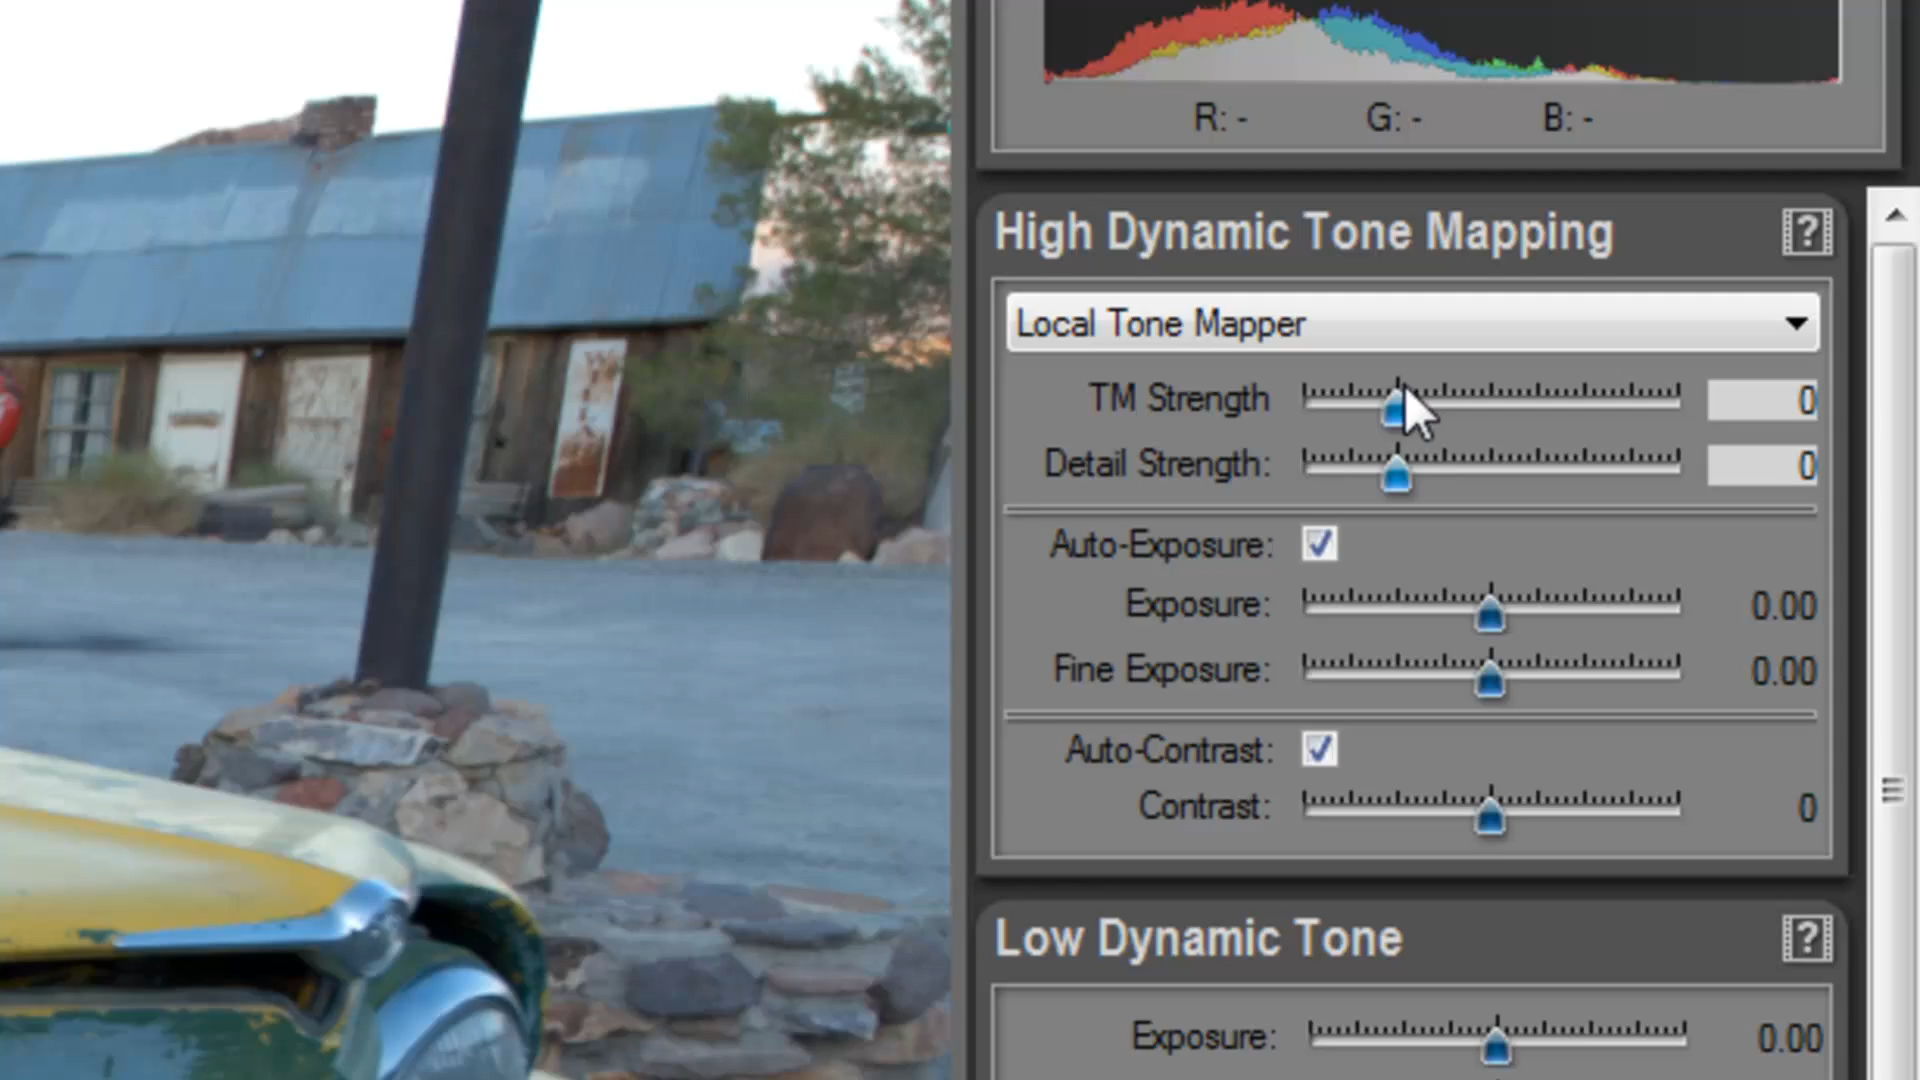 R: - G: - B: -
High Dynamic Tone Mapping
Local Tone Mapper
TM Strength 0
Detail Strength: 0
Auto-Exposure:
Exposure: 0.00
Fine Exposure: 0.00
Auto-Contrast:
Contrast: 0
Low Dynamic Tone
Exposure: 0.00